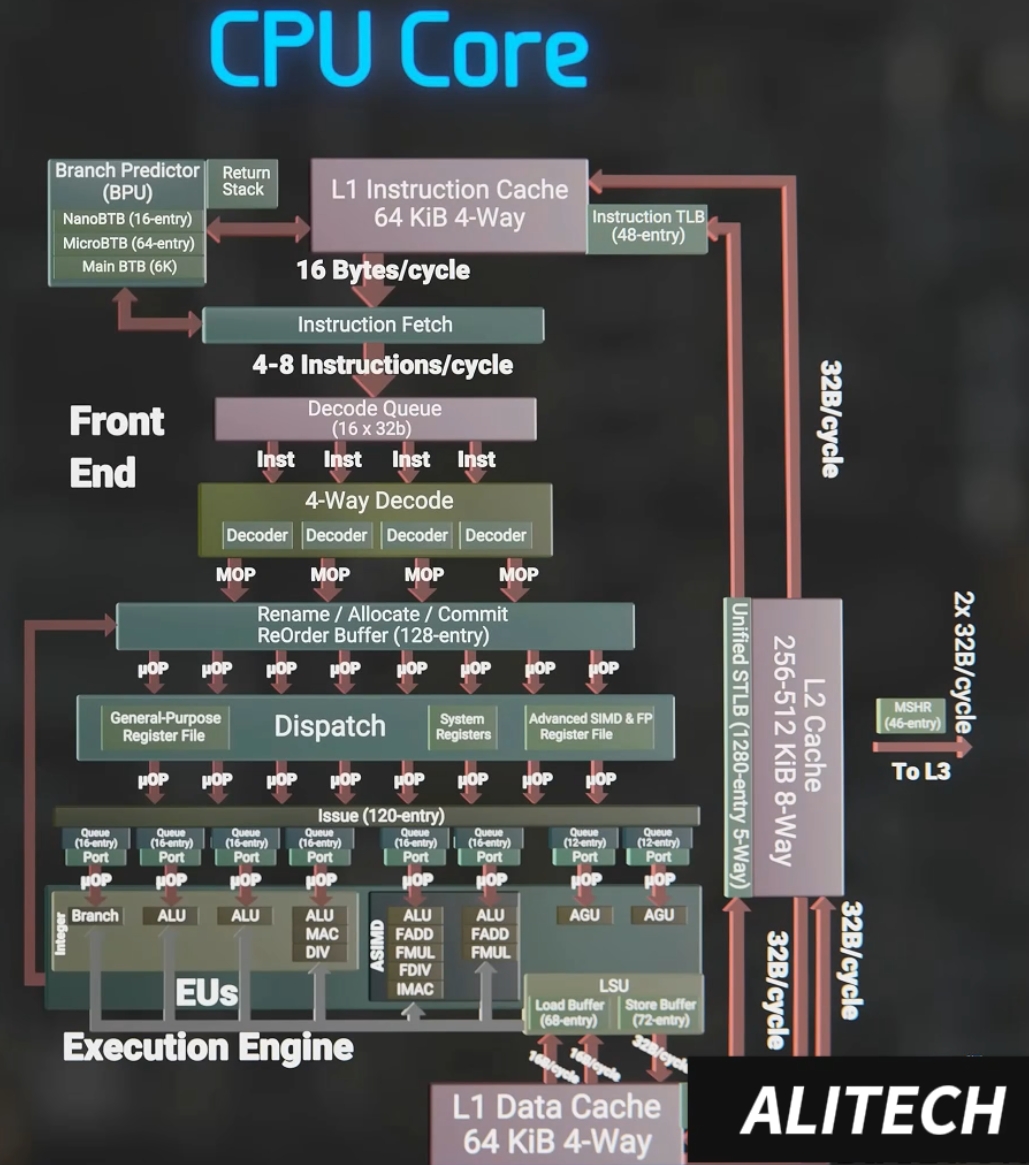 CPU Core
Branch Predictor
(BPU)
NanoBTB (16-entry)
MicroBTB (64-entry)
Main BTB (6K)
Return
Stack
L1 Instruction Cache
64 KiB 4-Way
Instruction TLB
(48-entry)
16 Bytes/cycle
Instruction Fetch
4-8 Instructions/cycle
Front
End
Decode Queue
(16 x 32b)
Inst Inst Inst Inst
4-Way Decode
Decoder Decoder Decoder Decoder
MOP MOP MOP MOP
Rename / Allocate / Commit
ReOrder Buffer (128-entry)
µOP µOP µOP µOP µOP µOP µOP µOP
General-Purpose
Register File
Dispatch
System
Registers
Advanced SIMD & FP
Register File
µOP µOP µOP µOP µOP µOP µOP µOP
Issue (120-entry)
Queue Queue Queue Queue Queue Queue Queue Queue
(16-entry) (16-entry) (16-entry) (16-entry) (16-entry) (16-entry) (12-entry) (12-entry)
Port Port Port Port Port Port Port Port
µOP µOP µOP µOP µOP µOP µOP µOP
Integer
Branch
ALU
ALU
ALU
MAC
DIV
ASIMD
ALU
FADD
FMUL
FDIV
IMAC
ALU
FADD
FMUL
AGU
AGU
EUs
LSU
Load Buffer
(68-entry)
Store Buffer
(72-entry)
Execution Engine
16B/cycle
16B/cycle
32B/cycle
L1 Data Cache
64 KiB 4-Way
32B/cycle
Unified STLB (1280-entry 5-Way)
L2 Cache
256-512 KiB 8-Way
MSHR
(46-entry)
2x 32B/cycle
To L3
32B/cycle
32B/cycle
ALITECH